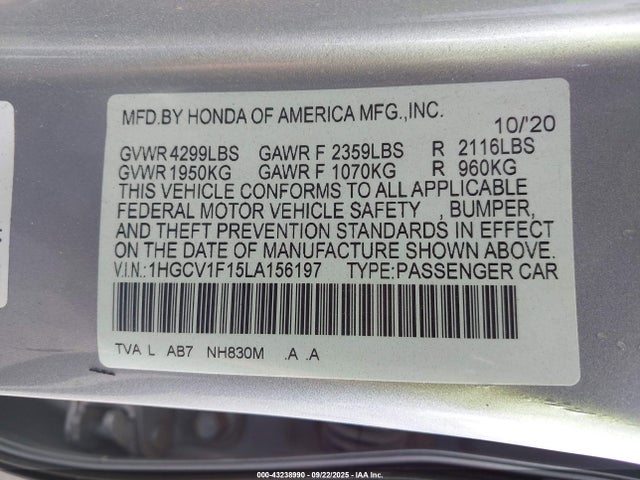 MFD.BY HONDA OF AMERICA MFG.,INC.
10/'20
GVWR 4299LBS GAWR F 2359LBS R 2116LBS
GVWR 1950KG GAWR F 1070KG R 960KG
THIS VEHICLE CONFORMS TO ALL APPLICABLE
FEDERAL MOTOR VEHICLE SAFETY , BUMPER,
AND THEFT PREVENTION STANDARDS IN EFFECT
ON THE DATE OF MANUFACTURE SHOWN ABOVE.
V.I.N.: 1HGCV1F15LA156197 TYPE:PASSENGER CAR
TVA L AB7 NH830M .A .A
000-43238990 - 09/22/2025 - IAA Inc.